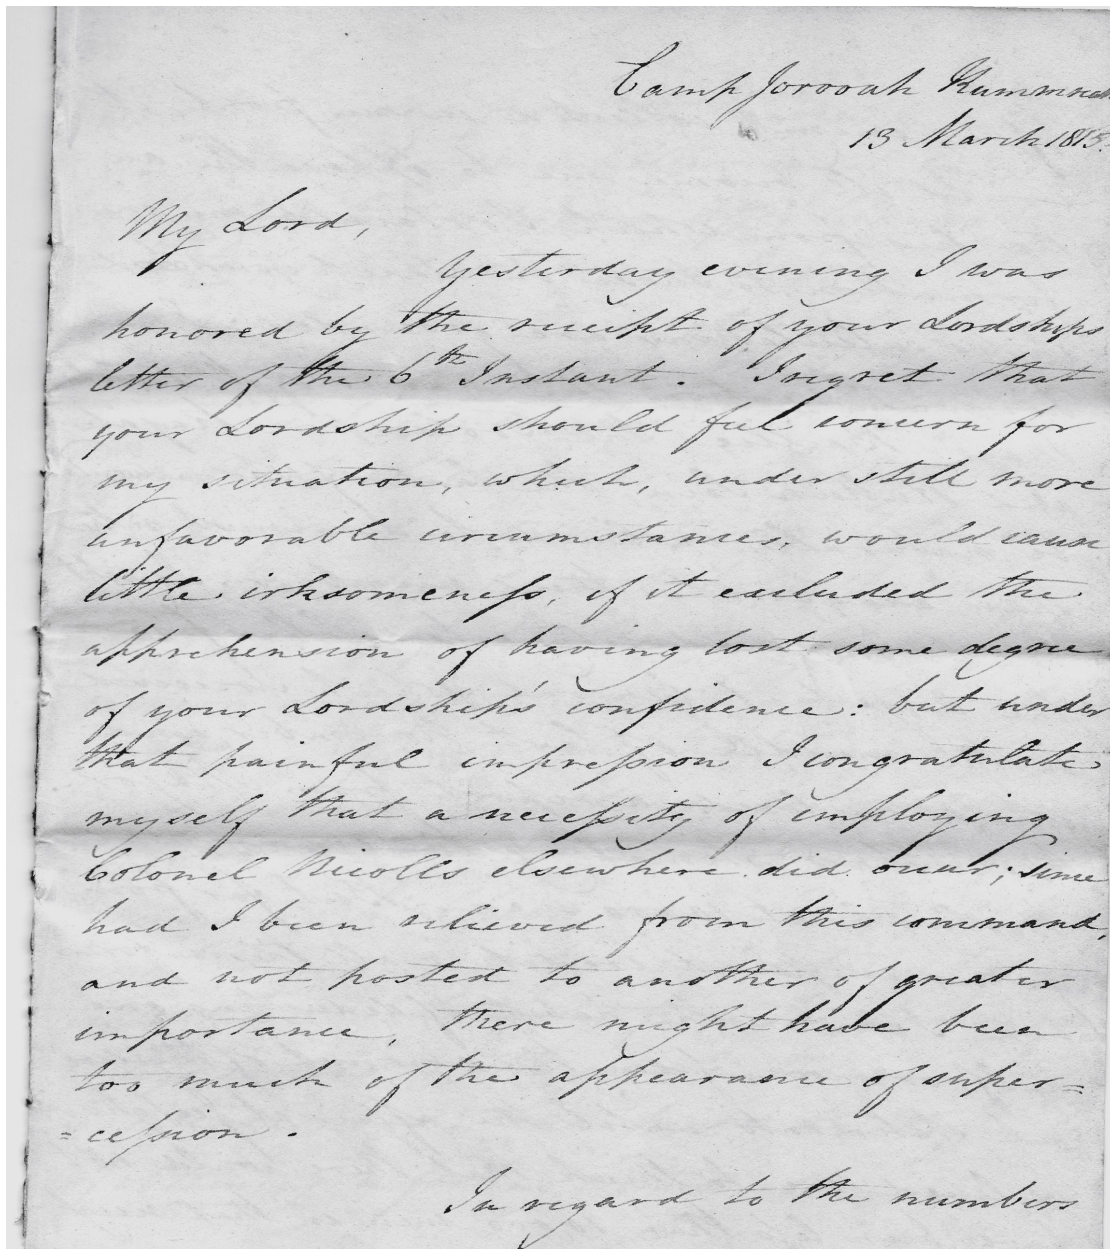 Camp Jorooah
13 March 1815.
My Lord,
Yesterday evening I was
honored by the receipt of your Lordships
letter of the 6th Instant. I regret that
your Lordship should feel concern for
my situation, which, under still more
unfavorable circumstances, would cause
little irksomeness, if it excluded the
apprehension of having lost some degree
of your Lordship's confidence: but under
that painful impression I congratulate
myself that a necessity of employing
Colonel Nicolls elsewhere did occur; since
had I been relieved from this command,
and not posted to another of greater
importance, there might have been
too much of the appearance of super=
=cession.
In regard to the numbers